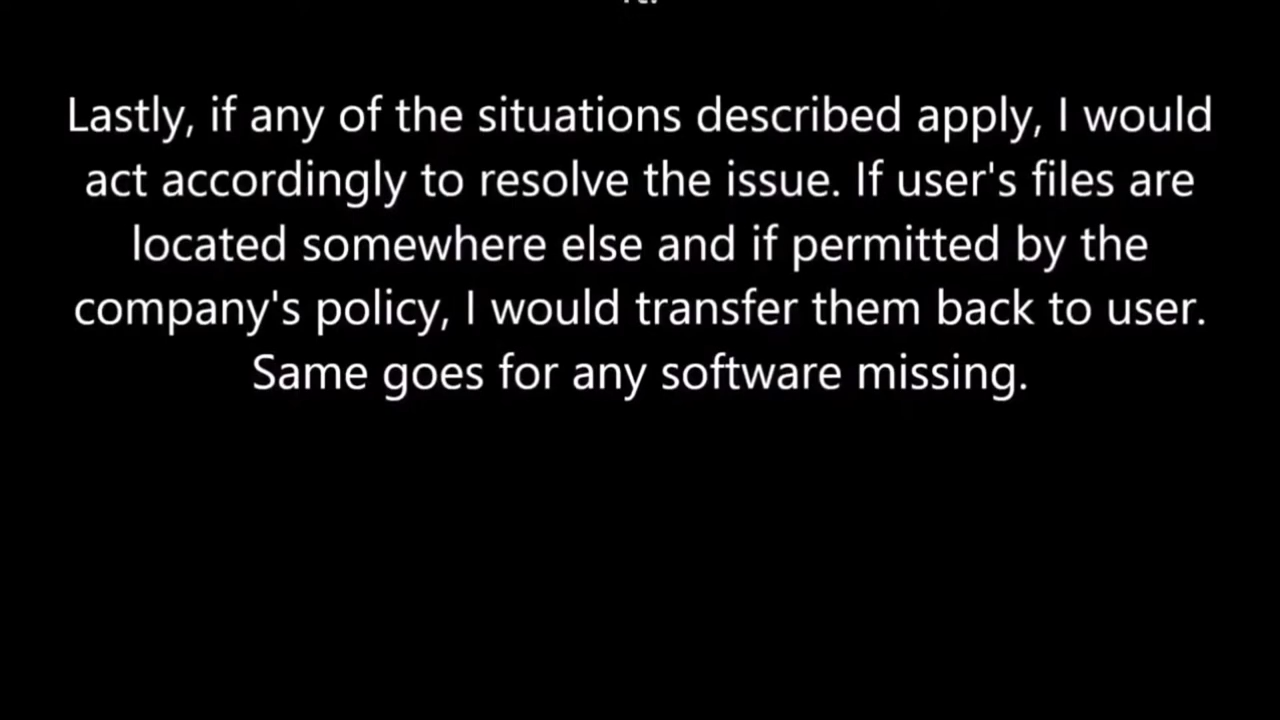 Lastly, if any of the situations described apply, I would
act accordingly to resolve the issue. If user's files are
located somewhere else and if permitted by the
company's policy, I would transfer them back to user.
Same goes for any software missing.